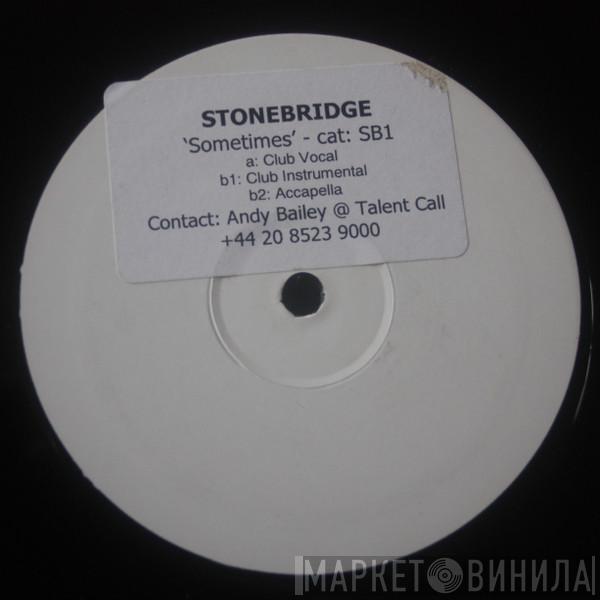 STONEBRIDGE
‘Sometimes’ - cat: SB1
a: Club Vocal
b1: Club Instrumental
b2: Accapella
Contact: Andy Bailey @ Talent Call
+44 20 8523 9000
МАРКЕТ ВИНИЛА